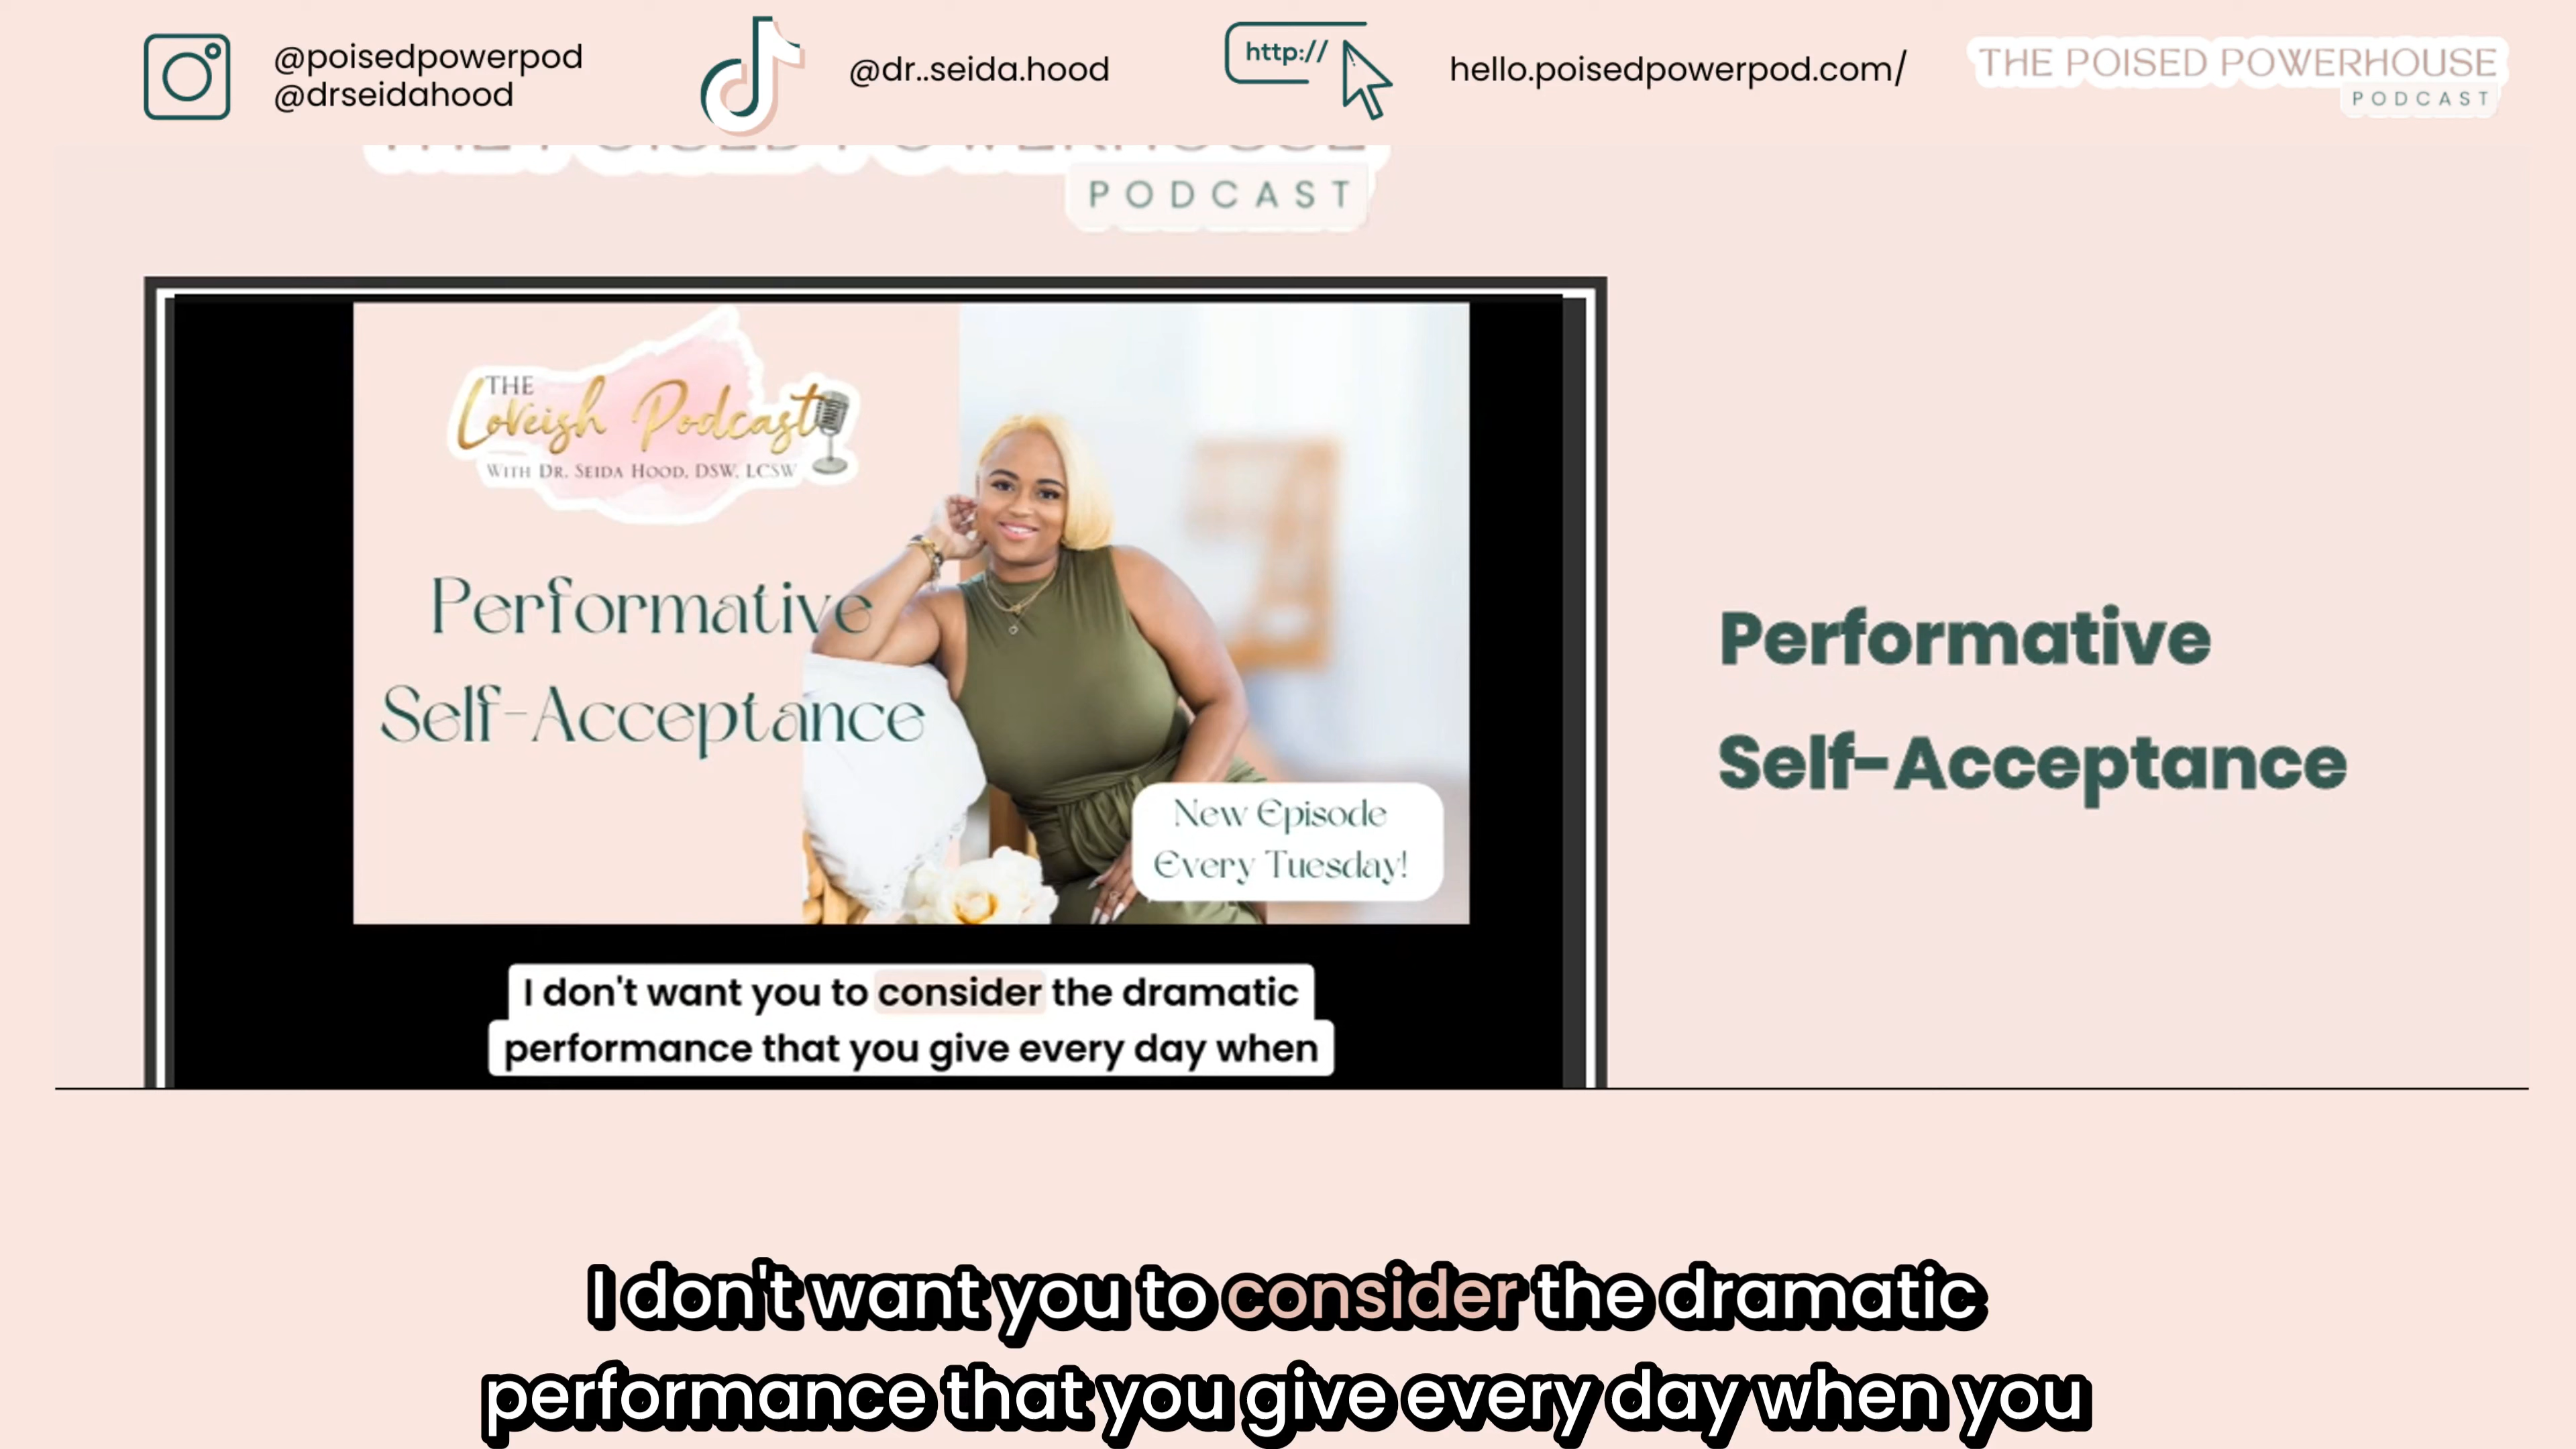 @poisedpowerpod
@drseidahood
@dr..seida.hood
http://
hello.poisedpowerpod.com/
THE POISED POWERHOUSE
PODCAST
THE POISED POWERHOUSE
PODCAST
THE
Loveish Podcast
WITH DR. SEIDA HOOD, DSW, LCSW
Performative
Self-Acceptance
New Episode
Every Tuesday!
I don't want you to consider the dramatic
performance that you give every day when
Performative
Self-Acceptance
I don't want you to consider the dramatic
performance that you give every day when you